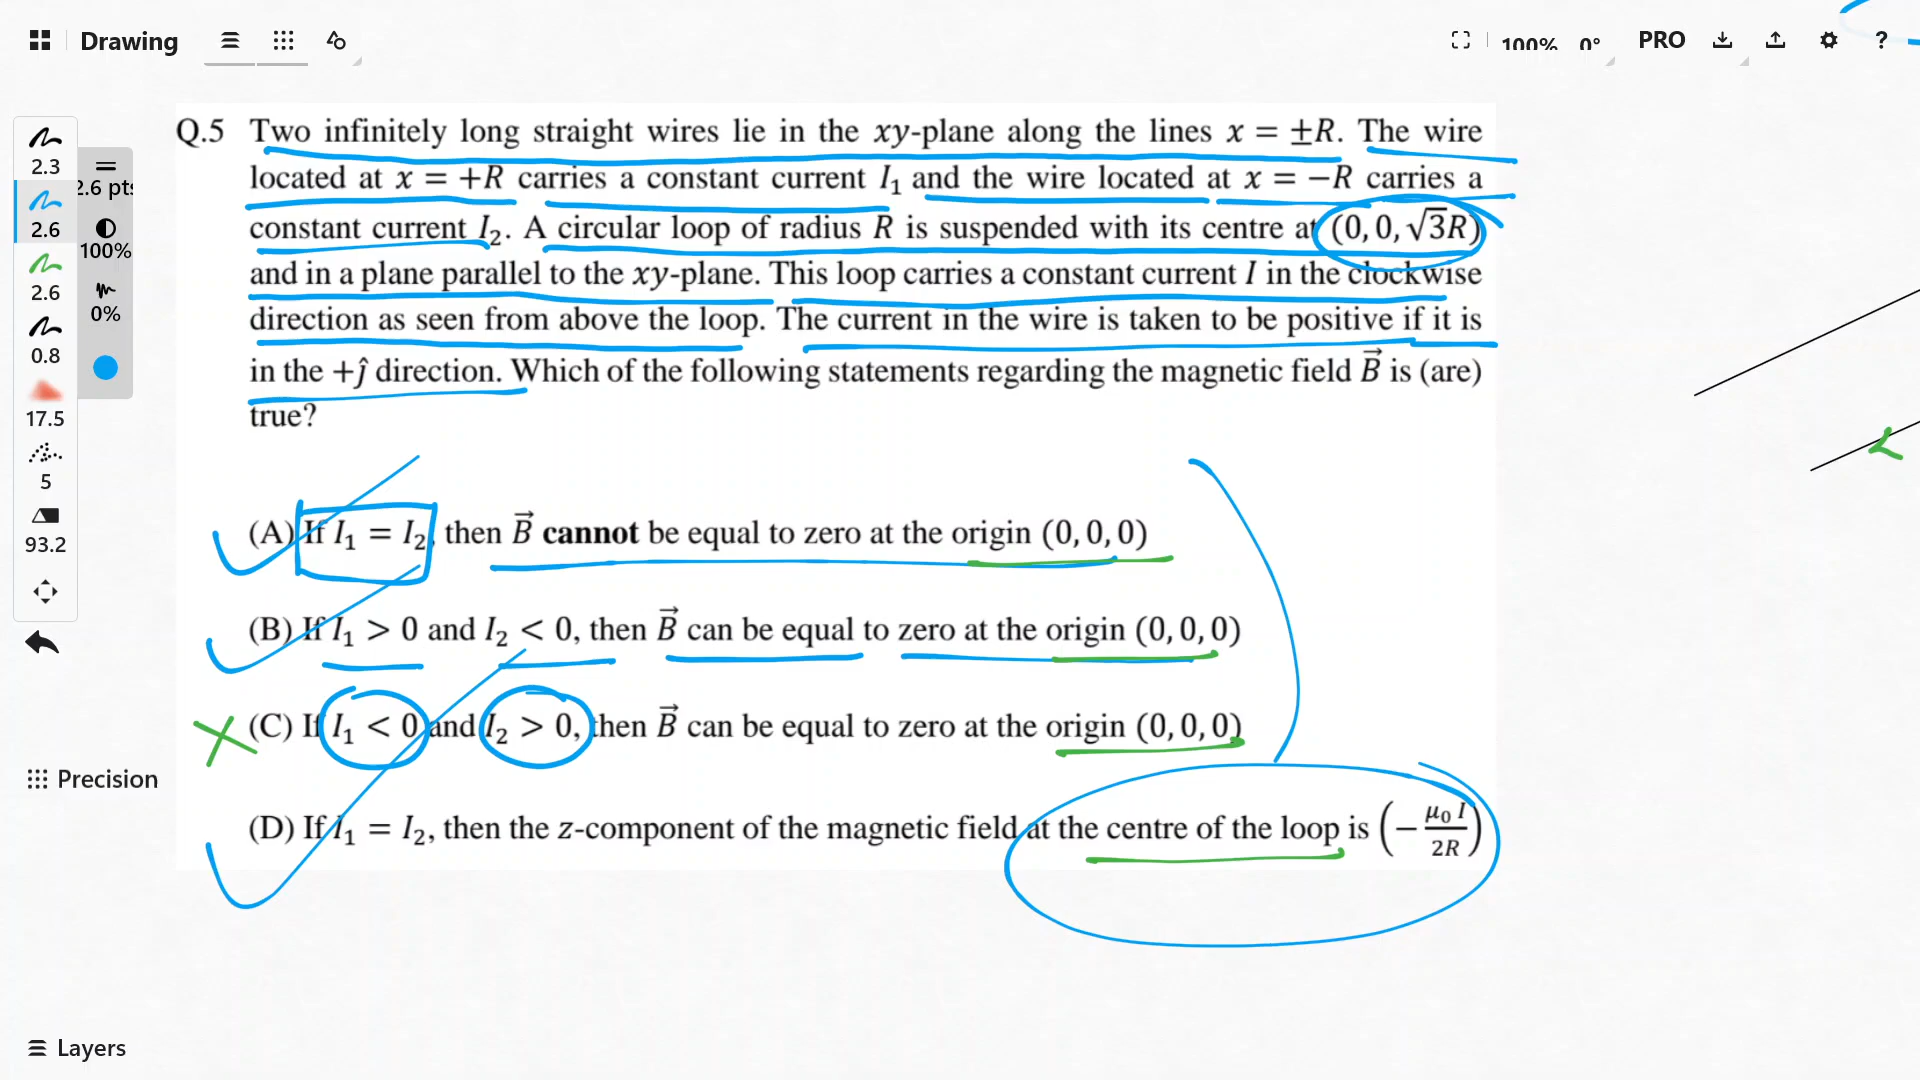 Drawing
100% 0° PRO ?
Q.5 Two infinitely long straight wires lie in the xy-plane along the lines x = ±R. The wire
located at x = +R carries a constant current I₁ and the wire located at x = −R carries a
constant current I₂. A circular loop of radius R is suspended with its centre at (0, 0, √3R)
and in a plane parallel to the xy-plane. This loop carries a constant current I in the clockwise
direction as seen from above the loop. The current in the wire is taken to be positive if it is
in the +ĵ direction. Which of the following statements regarding the magnetic field B⃗ is (are)
true?
(A) If I₁ = I₂, then B⃗ cannot be equal to zero at the origin (0, 0, 0)
(B) If I₁ > 0 and I₂ < 0, then B⃗ can be equal to zero at the origin (0, 0, 0)
(C) If I₁ < 0 and I₂ > 0, then B⃗ can be equal to zero at the origin (0, 0, 0)
(D) If I₁ = I₂, then the z-component of the magnetic field at the centre of the loop is (−μ₀I/2R)
2.3
2.6
2.6
0.8
17.5
5
93.2
2.6 pts
100%
0%
Precision
Layers